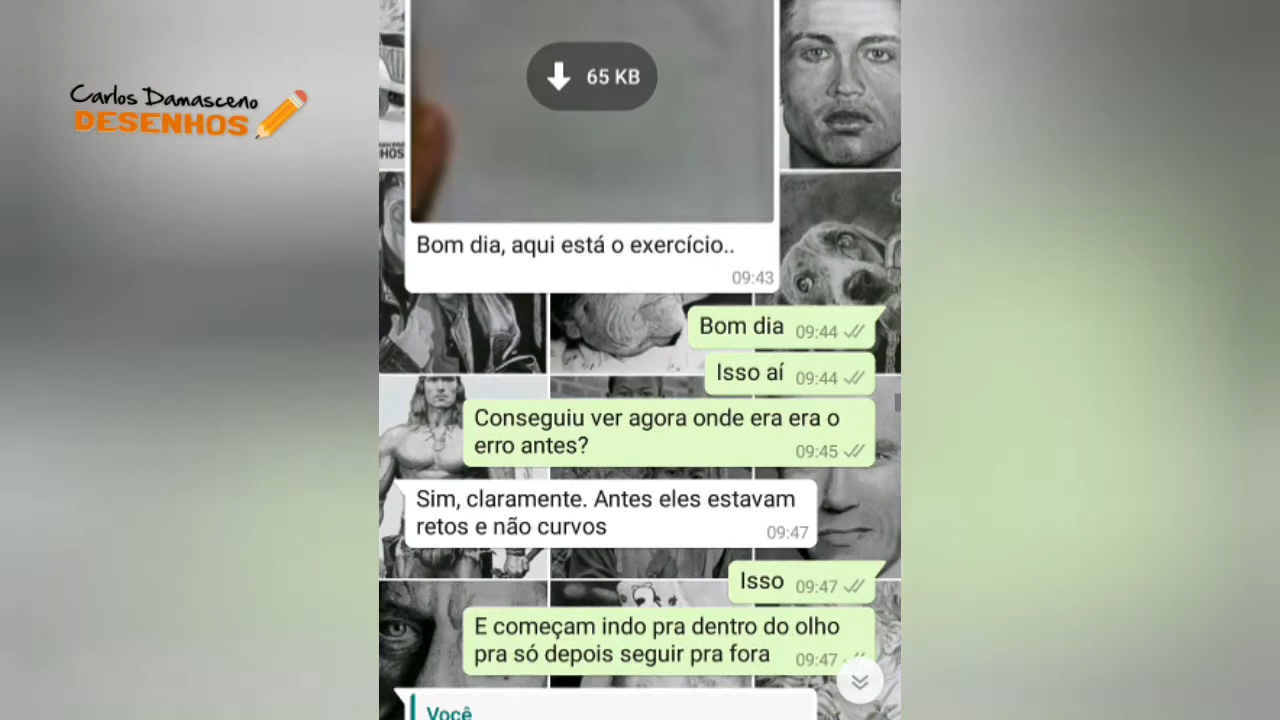 Carlos Damasceno
DESENHOS
65 KB
HOS
Bom dia, aqui está o exercício..
09:43
Bom dia 09:44
Isso aí 09:44
Conseguiu ver agora onde era era o
erro antes?
09:45
Sim, claramente. Antes eles estavam
retos e não curvos
09:47
Isso 09:47
E começam indo pra dentro do olho
pra só depois seguir pra fora 09:47
Você